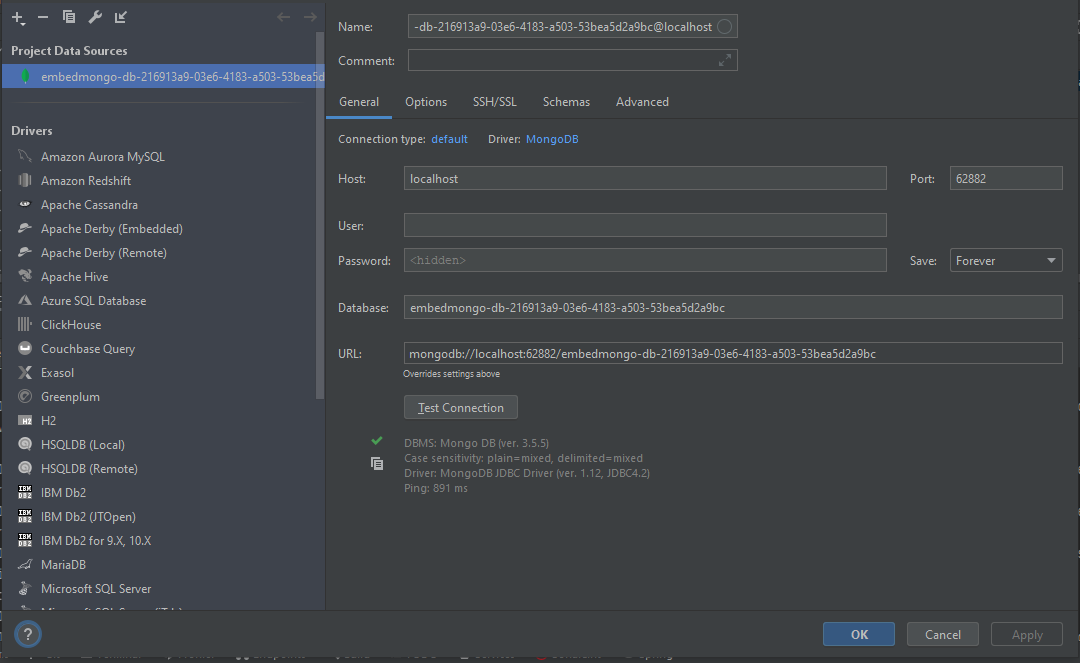 Project Data Sources
embedmongo-db-216913a9-03e6-4183-a503-53bea5d
Drivers
Amazon Aurora MySQL
Amazon Redshift
Apache Cassandra
Apache Derby (Embedded)
Apache Derby (Remote)
Apache Hive
Azure SQL Database
ClickHouse
Couchbase Query
Exasol
Greenplum
H2 H2
HSQLDB (Local)
HSQLDB (Remote)
IBM DB2 IBM Db2
IBM DB2 IBM Db2 (JTOpen)
IBM DB2 IBM Db2 for 9.X, 10.X
MariaDB
Microsoft SQL Server
Name: -db-216913a9-03e6-4183-a503-53bea5d2a9bc@localhost
Comment:
General Options SSH/SSL Schemas Advanced
Connection type: default Driver: MongoDB
Host: localhost Port: 62882
User:
Password: <hidden> Save: Forever
Database: embedmongo-db-216913a9-03e6-4183-a503-53bea5d2a9bc
URL: mongodb://localhost:62882/embedmongo-db-216913a9-03e6-4183-a503-53bea5d2a9bc
Overrides settings above
Test Connection
DBMS: Mongo DB (ver. 3.5.5)
Case sensitivity: plain=mixed, delimited=mixed
Driver: MongoDB JDBC Driver (ver. 1.12, JDBC4.2)
Ping: 891 ms
? OK Cancel Apply